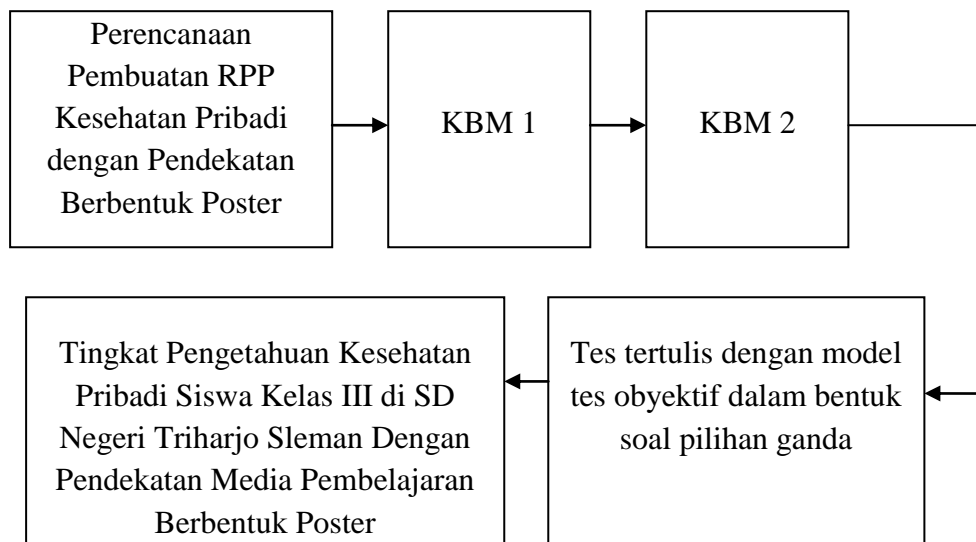 Perencanaan
Pembuatan RPP
Kesehatan Pribadi
dengan Pendekatan
Berbentuk Poster
KBM 1
KBM 2
Tes tertulis dengan model
tes obyektif dalam bentuk
soal pilihan ganda
Tingkat Pengetahuan Kesehatan
Pribadi Siswa Kelas III di SD
Negeri Triharjo Sleman Dengan
Pendekatan Media Pembelajaran
Berbentuk Poster